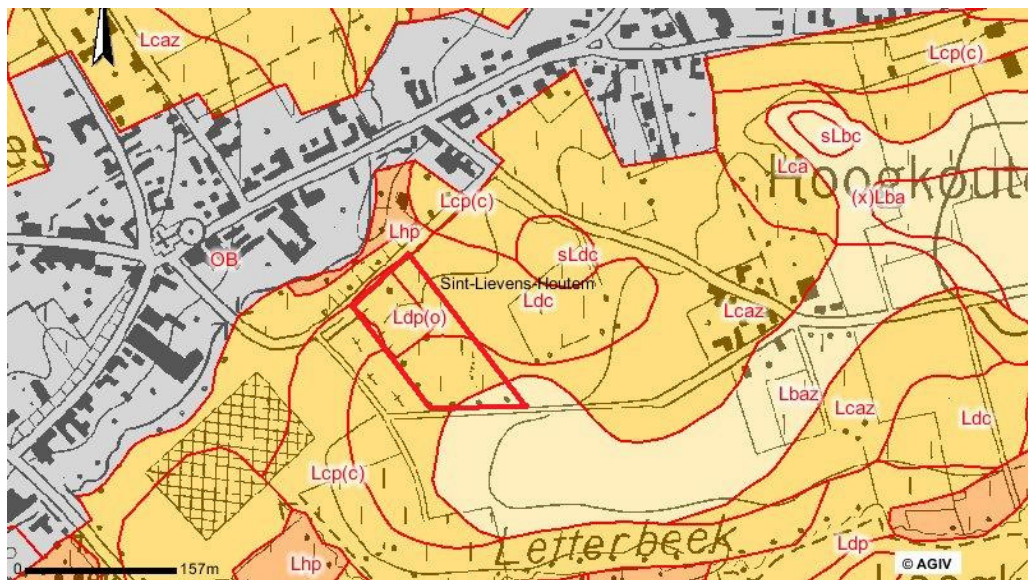 Lcaz
Lcp(c)
sLbc
es
Lca
Hoogkoute
(x)Lba
Lcp(c)
Lhp
OB
sLdc
Sint-Lievens-Houtem
Ldc
Ldp(o)
Lcaz
Lbaz
Lcaz
Ldc
Lcp(c)
Letterbeek
Lhp
Ldp
0
157m
© AGIV